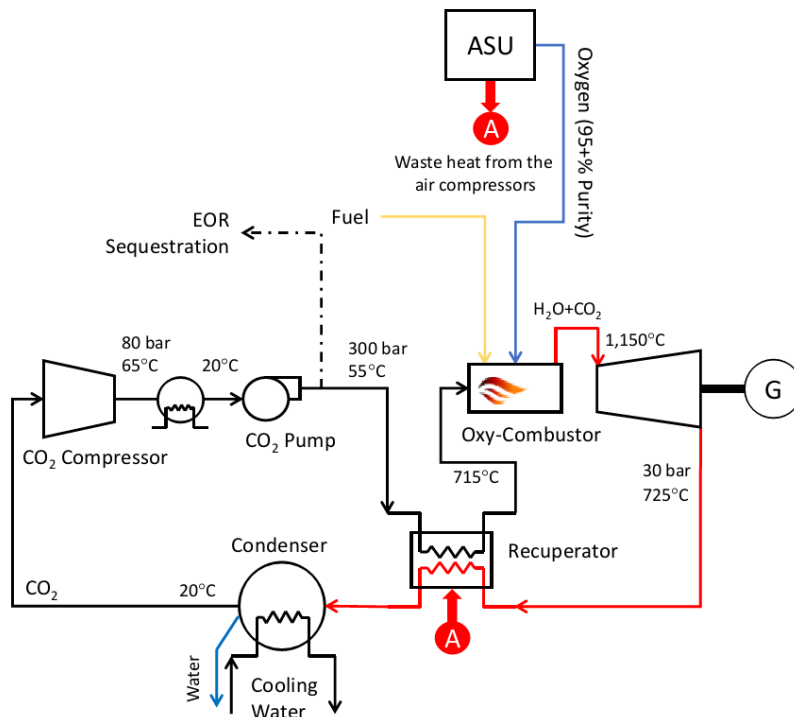 ASU
A
Waste heat from the
air compressors
Oxygen (95+% Purity)
EOR
Sequestration
Fuel
H₂O+CO₂
1,150°C
80 bar
65°C
20°C
300 bar
55°C
G
CO₂ Compressor
CO₂ Pump
Oxy-Combustor
715°C
30 bar
725°C
Condenser
Recuperator
CO₂
20°C
A
Water
Cooling
Water